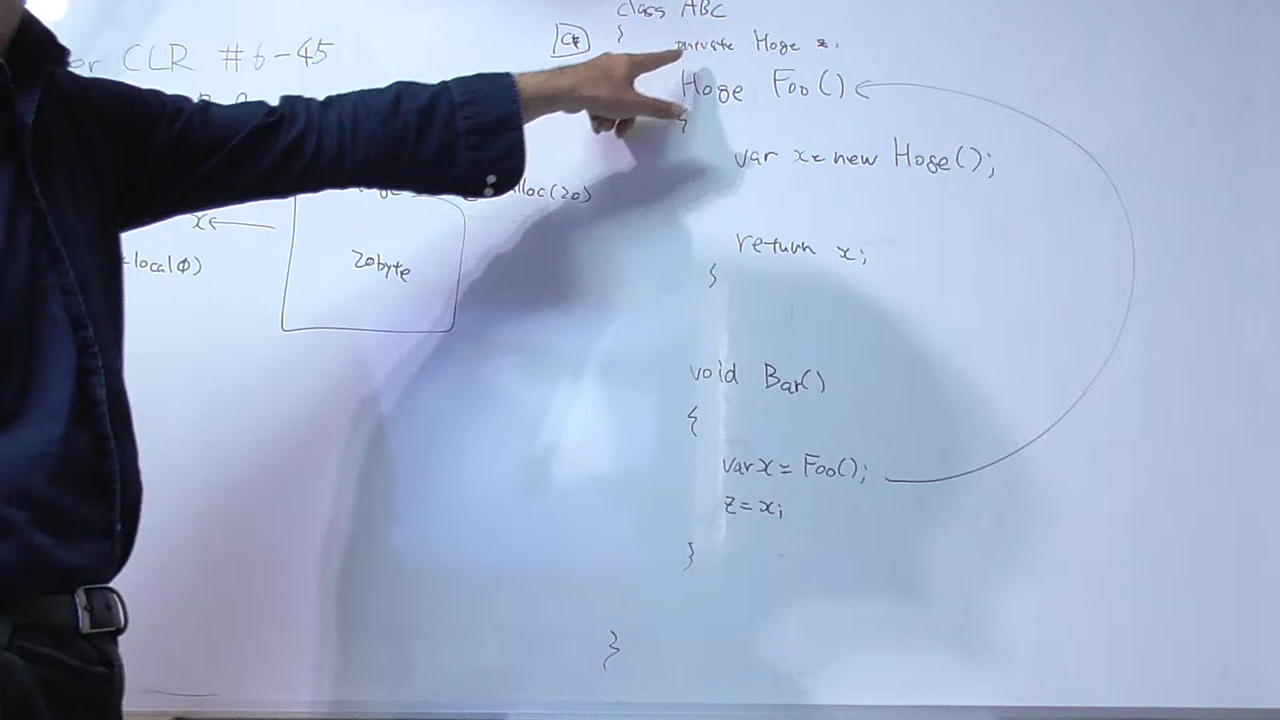 or CLR #6-45
x ←
local0)
lloc(20)
20byte
C#
class ABC
{
private Hoge z;
Hoge Foo()
{
var x = new Hoge();
return x;
}
void Bar()
{
var x = Foo();
z = x;
}
}